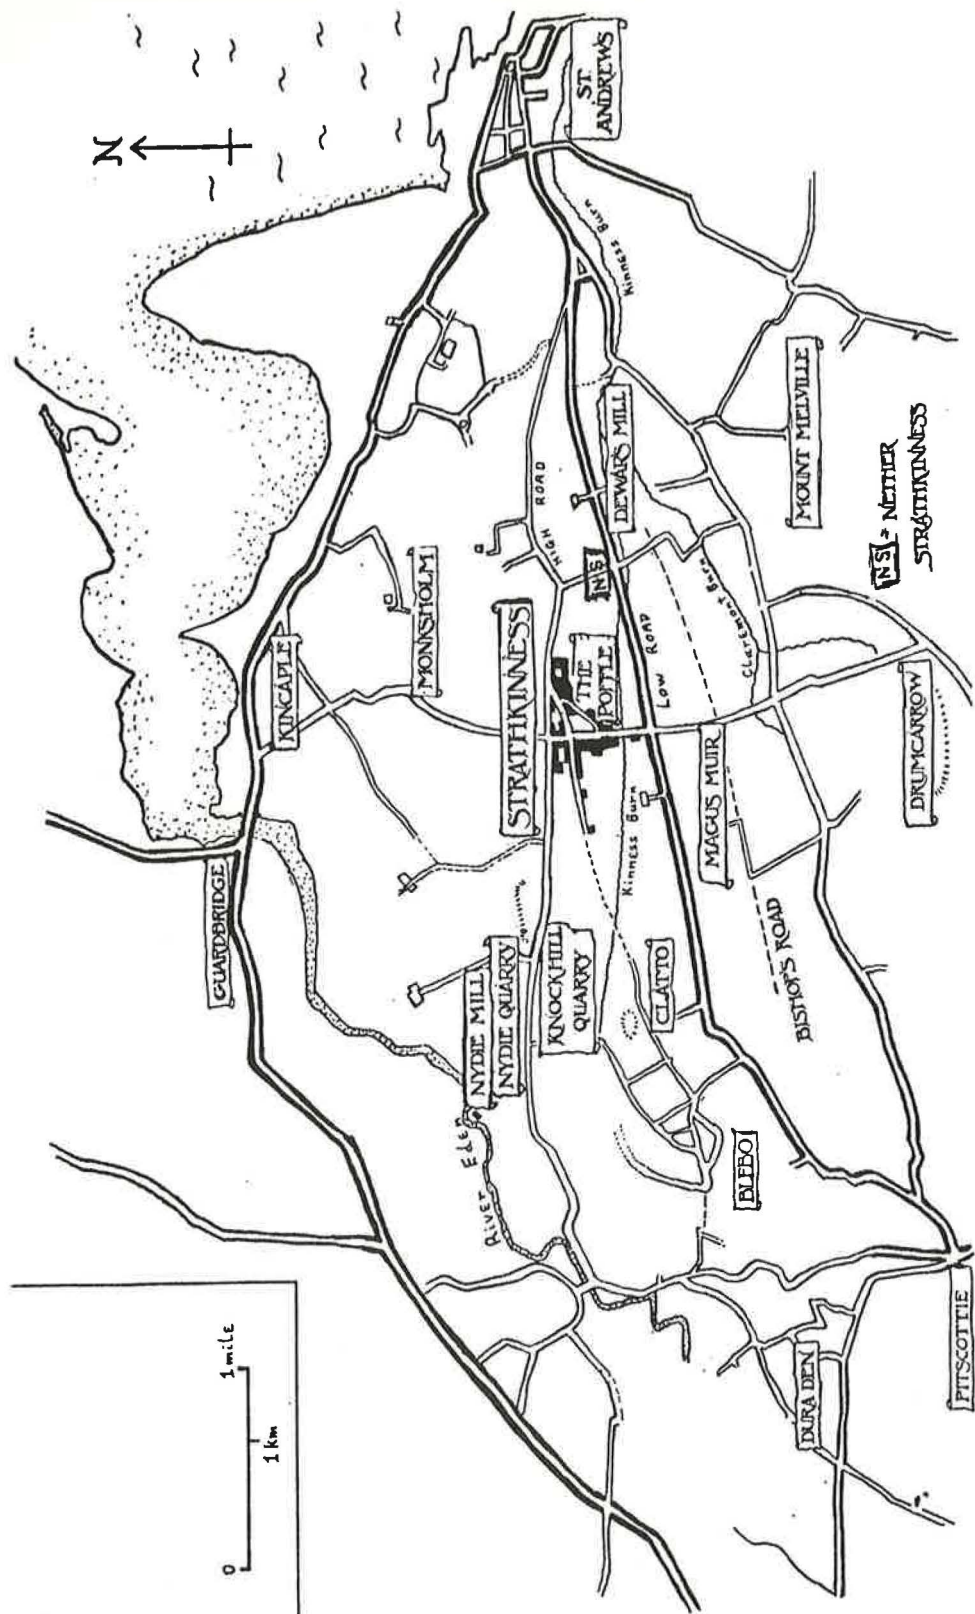 0
1 mile
1 km
N
ST.
ANDREWS
GUARDBRIDGE
KINCAPLE
MONKSHOLM
River Eden
NYDIE MILL
NYDIE QUARRY
KNOCKHILL
QUARRY
STRATHKINNESS
THE
POFFLE
HIGH ROAD
NS
LOW ROAD
DEWAR'S MILL
Kinness Burn
Kinness Burn
CLATTO
BLEBO
MAGUS MUIR
BISHOP'S ROAD
Claremont Burn
MOUNT MELVILLE
DURA DEN
PITSCOTTIE
DRUMCARROW
NS = NETHER
STRATHKINNESS